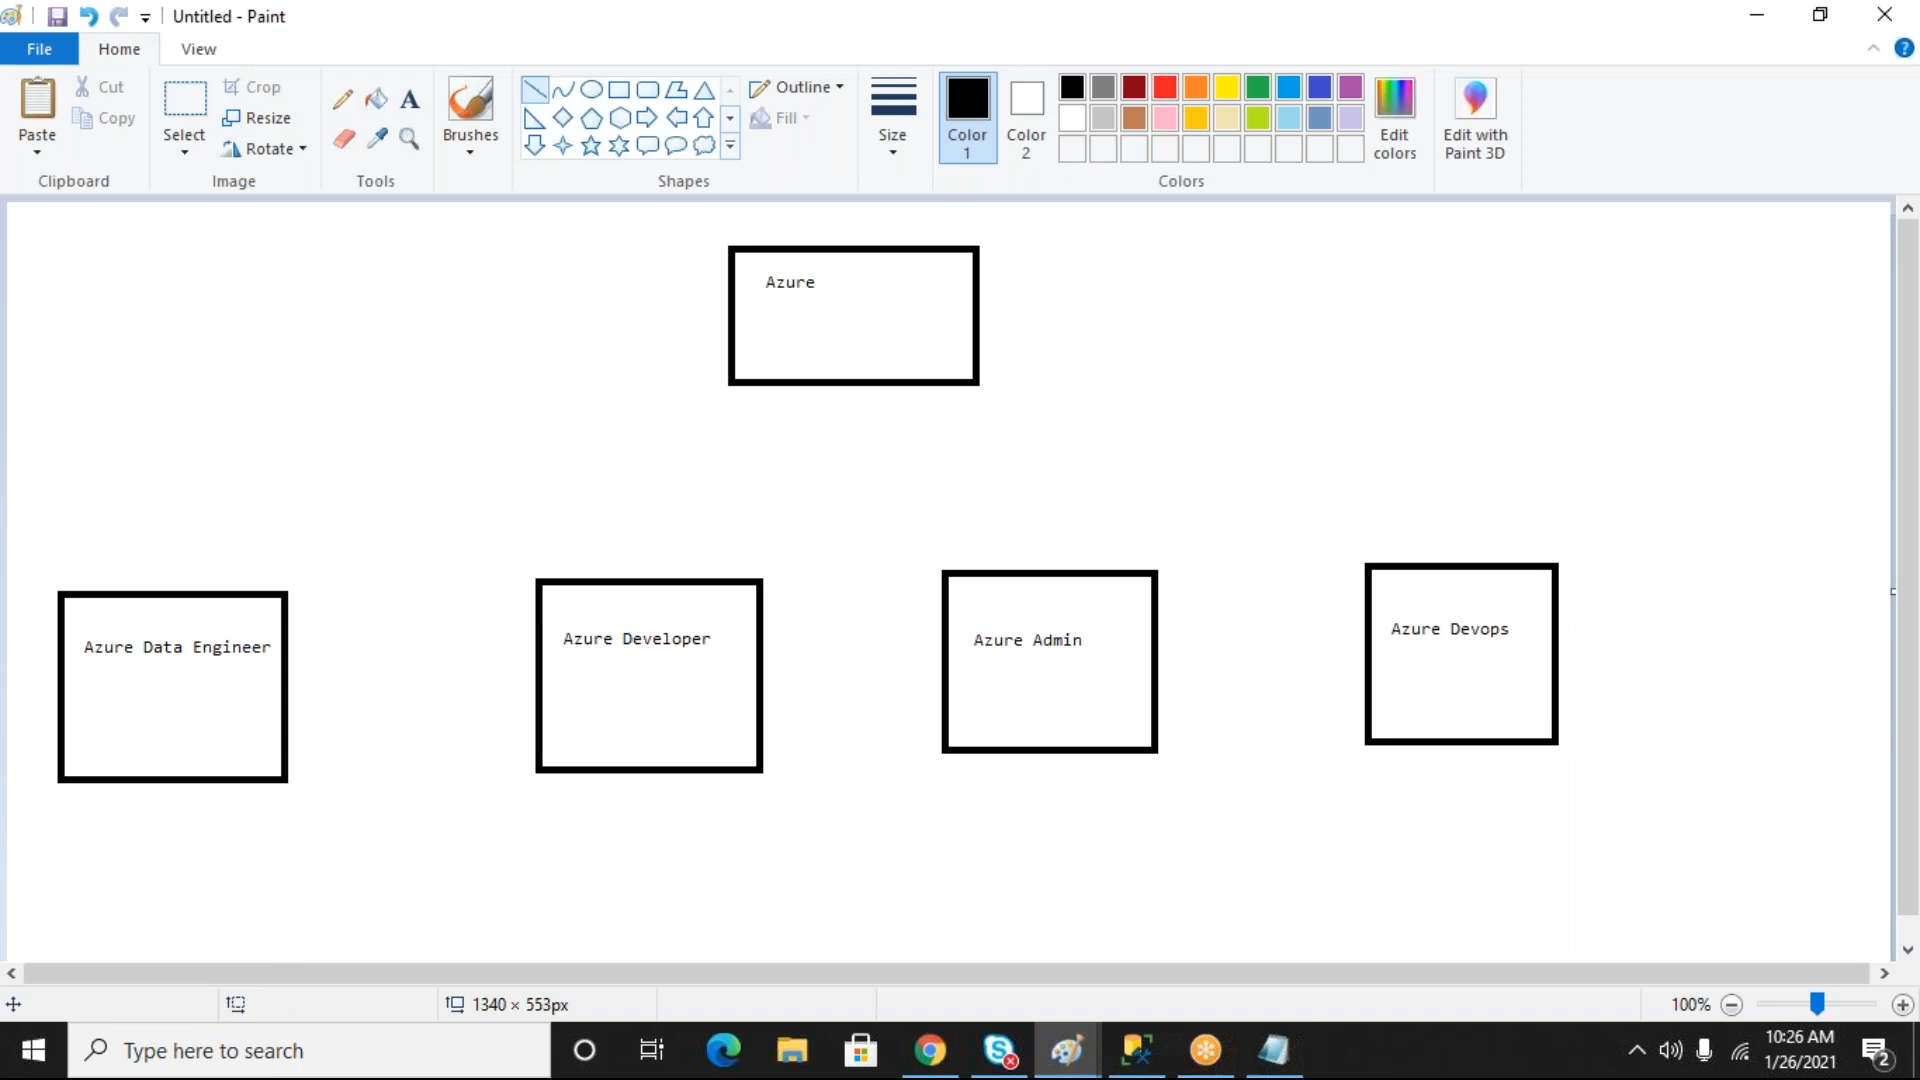 Untitled - Paint
File Home View
Paste
Cut
Copy
Clipboard
Select
Crop
Resize
Rotate
Image
A
Tools
Brushes
Shapes
Outline
Fill
Size
Color 1
Color 2
Colors
Edit colors
Edit with Paint 3D
Azure
Azure Data Engineer
Azure Developer
Azure Admin
Azure Devops
1340 × 553px
100%
Type here to search
10:26 AM
1/26/2021
2